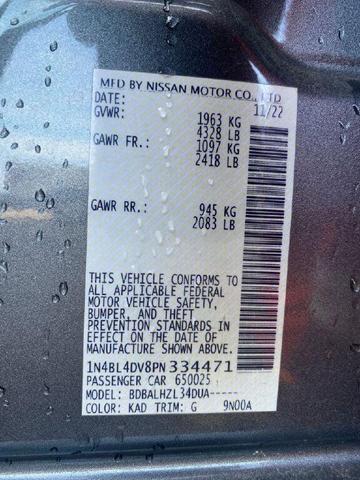 MFD BY NISSAN MOTOR CO., LTD
DATE: 11/22
GVWR: 1963 KG
4328 LB
GAWR FR.: 1097 KG
2418 LB
GAWR RR.: 945 KG
2083 LB
THIS VEHICLE CONFORMS TO
ALL APPLICABLE FEDERAL
MOTOR VEHICLE SAFETY,
BUMPER, AND THEFT
PREVENTION STANDARDS IN
EFFECT ON THE DATE OF
MANUFACTURE SHOWN ABOVE.
1N4BL4DV8PN334471
PASSENGER CAR 650025
MODEL: BDBALHZL34DUA-----
COLOR: KAD TRIM: G 9N00A